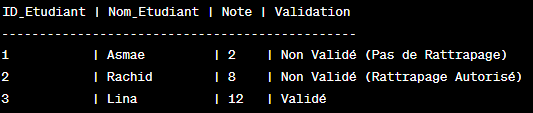 ID_Etudiant | Nom_Etudiant | Note | Validation
-----------------------------------------------
1 | Asmae | 2 | Non Validé (Pas de Rattrapage)
2 | Rachid | 8 | Non Validé (Rattrapage Autorisé)
3 | Lina | 12 | Validé